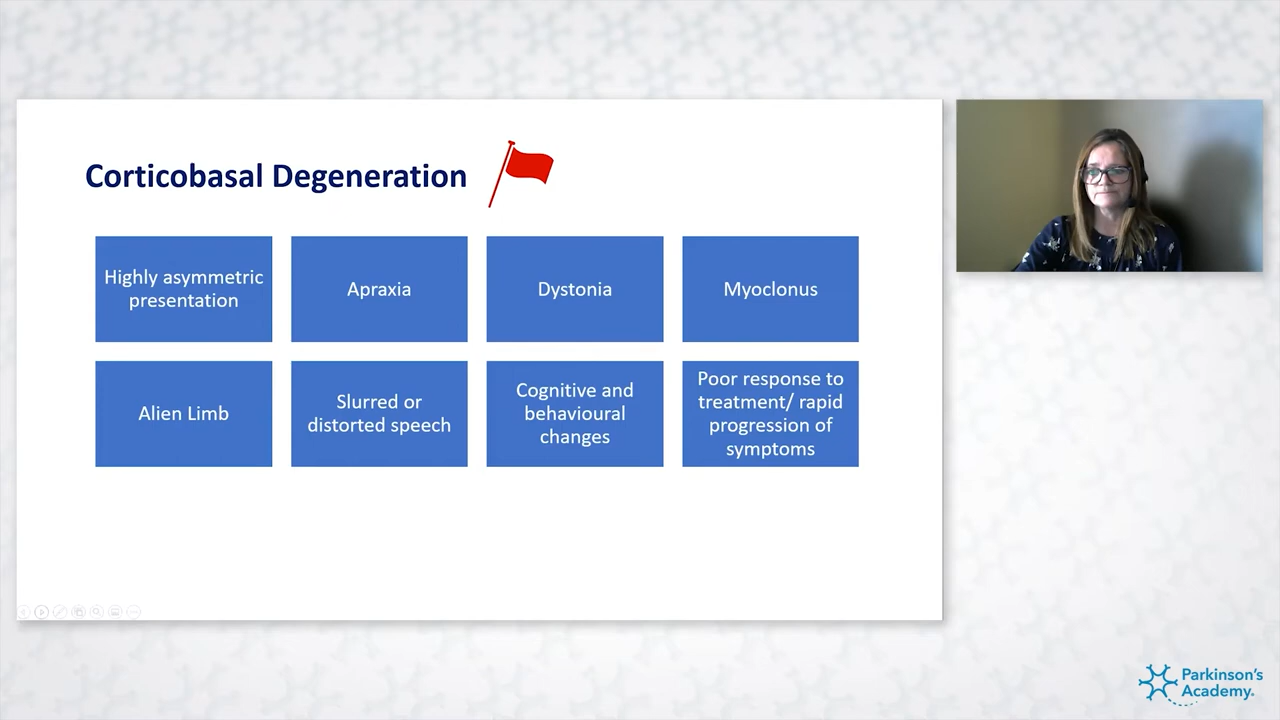 Corticobasal Degeneration
Highly asymmetric
presentation
Apraxia
Dystonia
Myoclonus
Alien Limb
Slurred or
distorted speech
Cognitive and
behavioural
changes
Poor response to
treatment/ rapid
progression of
symptoms
Parkinson's
Academy.